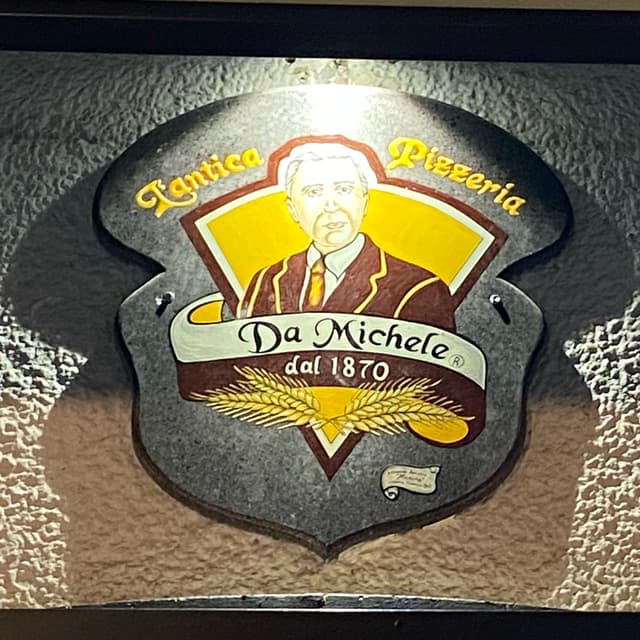 L'antica Pizzeria
Da Michele ®
dal 1870